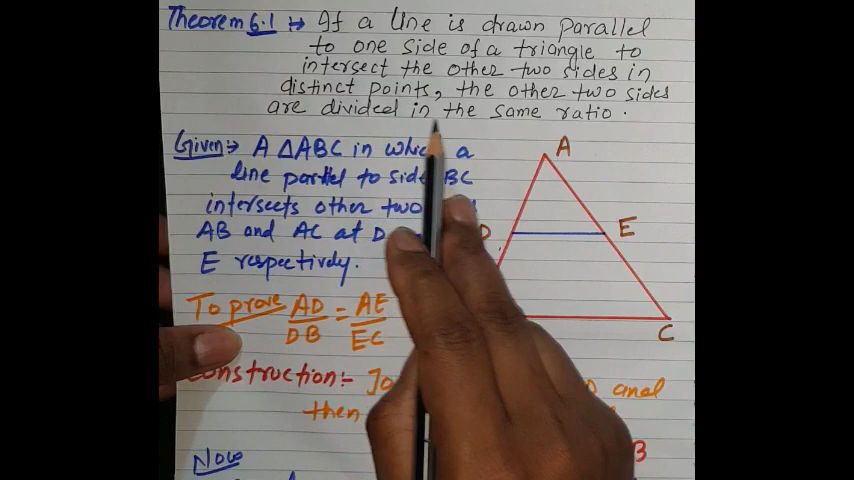 Theorem 6.1 :→ If a line is drawn parallel
to one side of a triangle to
intersect the other two sides in
distinct points, the other two sides
are divided in the same ratio.
Given :→ A △ABC in which a
line parallel to side BC
intersects other two
AB and AC at D
E respectively.
A
D
E
C
To prove AD/DB = AE/EC
Construction:- Jo and
then
B
Now